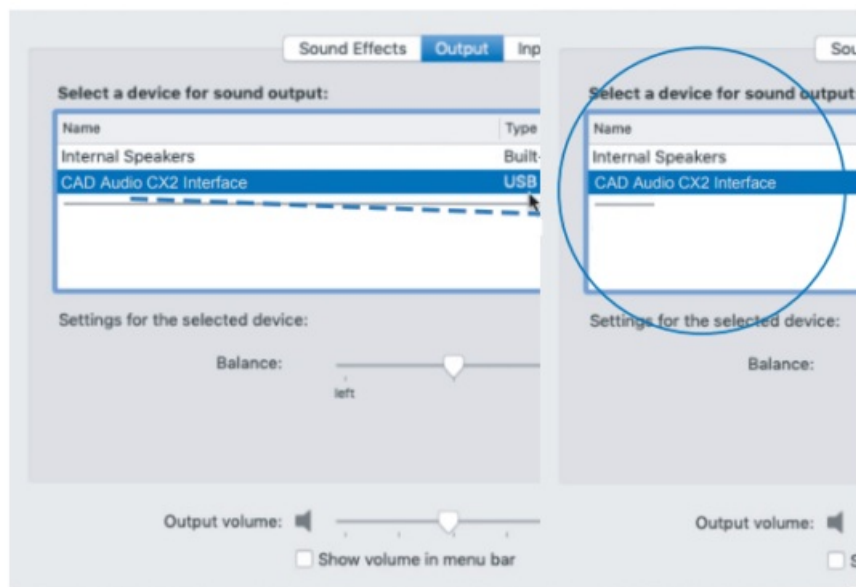 Sound Effects Output Inp
Select a device for sound output:
Name Type
Internal Speakers Built-
CAD Audio CX2 Interface USB
Settings for the selected device:
Balance:
left
Output volume:
Show volume in menu bar
Sou
Select a device for sound output
Name
Internal Speakers
CAD Audio CX2 Interface
Settings for the selected device:
Balance:
Output volume:
S